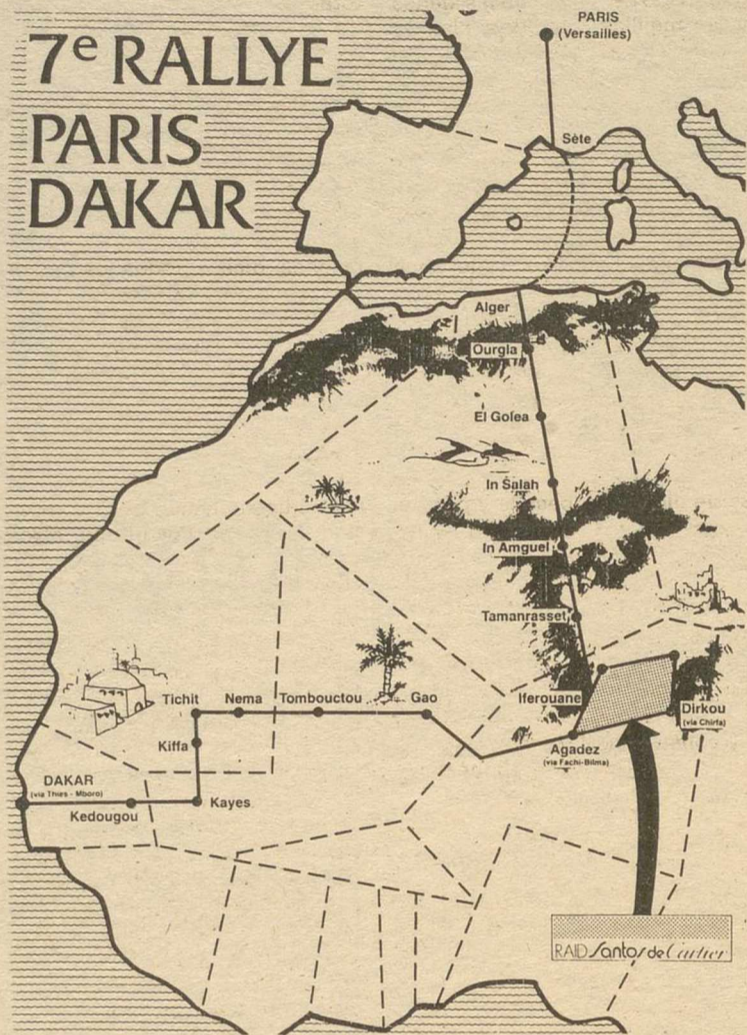 7e RALLYE
PARIS
DAKAR
PARIS
(Versailles)
Sète
Alger
Ourgla
El Golea
In Salah
In Amguel
Tamanrasset
Iferouane
Dirkou
(via Chirfa)
Agadez
(via Fachi-Bilma)
Tichit
Nema
Tombouctou
Gao
Kiffa
DAKAR
(via Thies - Mboro)
Kedougou
Kayes
RAID Santos de Cartier